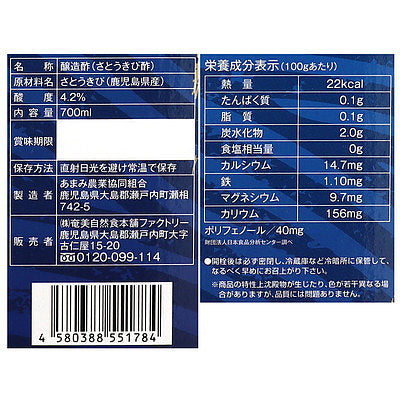 名称 醸造酢(さとうきび酢)
原材料名 さとうきび(鹿児島県産)
酸度 4.2%
内容量 700ml
賞味期限
保存方法 直射日光を避け常温で保存
製造者 あまみ農業協同組合
鹿児島県大島郡瀬戸内町瀬相
742-5
販売者 ㈱奄美自然食本舗ファクトリー
鹿児島県大島郡瀬戸内町大字
古仁屋15-20
0120-099-114
4580388551784
栄養成分表示(100gあたり)
熱量 22kcal
たんぱく質 0.1g
脂質 0.1g
炭水化物 2.0g
食塩相当量 0g
カルシウム 14.7mg
鉄 1.10mg
マグネシウム 9.7mg
カリウム 156mg
ポリフェノール/40mg
財団法人日本食品分析センター調べ
●開栓後は必ず密閉し、冷蔵庫など冷暗所に保管して、
なるべく早めにお召し上がり下さい。
※商品の特性上沈殿物が生じたり、色が若干異なる場
合がありますが、品質には問題ありません。